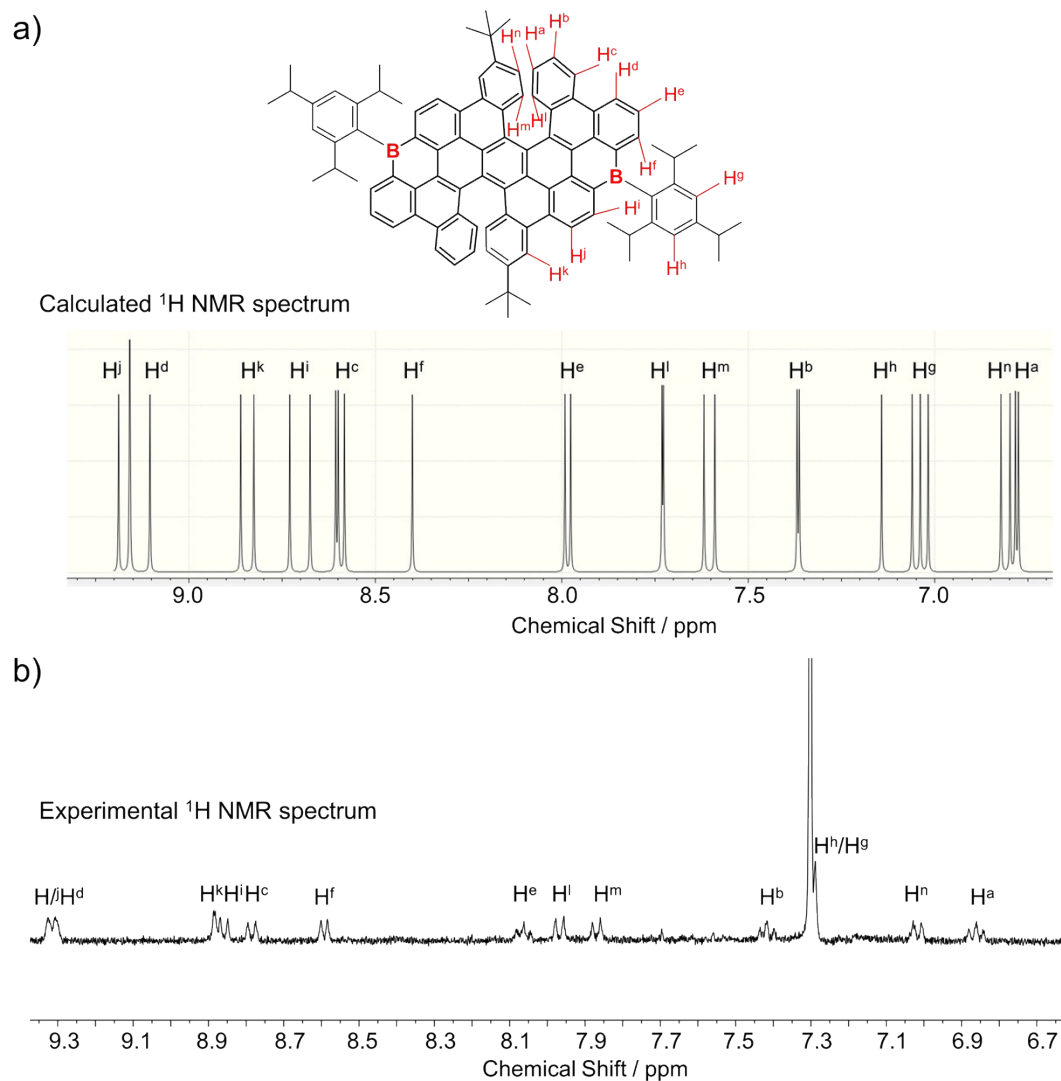 a)
Hⁿ Hᵃ Hᵇ
Hᶜ
Hᵈ
Hᵉ
Hᵐ Hˡ
B
Hᶠ
B
Hᵍ
Hⁱ
Hʲ
Hᵏ
Hʰ
Calculated ¹H NMR spectrum
Hʲ Hᵈ Hᵏ Hⁱ Hᶜ Hᶠ Hᵉ Hˡ Hᵐ Hᵇ Hʰ Hᵍ Hⁿ Hᵃ
9.0 8.5 8.0 7.5 7.0
Chemical Shift / ppm
b)
Experimental ¹H NMR spectrum
Hʰ/Hᵍ
H/ʲHᵈ HᵏHⁱ Hᶜ Hᶠ Hᵉ Hˡ Hᵐ Hᵇ Hⁿ Hᵃ
9.3 9.1 8.9 8.7 8.5 8.3 8.1 7.9 7.7 7.5 7.3 7.1 6.9 6.7
Chemical Shift / ppm